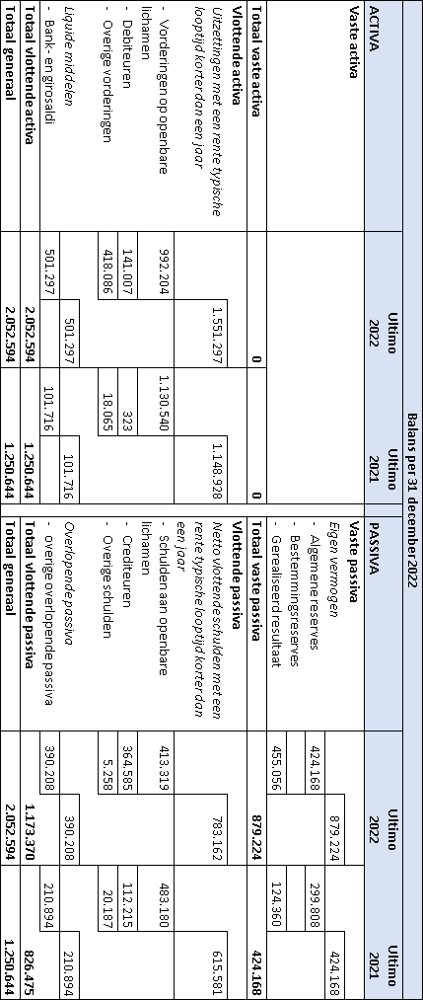 Balans per 31 december 2022
ACTIVA Ultimo 2022 Ultimo 2021 PASSIVA Ultimo 2022 Ultimo 2021
Vaste activa Vaste passiva
Eigen vermogen 879.224 424.168
- Algemene reserves 424.168 299.808
- Bestemmingsreserves
- Gerealiseerd resultaat 455.056 124.360
Totaal vaste activa 0 0 Totaal vaste passiva 879.224 424.168
Vlottende activa Vlottende passiva
Uitzettingen met een rente typische looptijd korter dan een jaar 1.551.297 1.148.928 Netto vlottende schulden met een rente typische looptijd korter dan een jaar 783.162 615.581
- Vorderingen op openbare lichamen 992.204 1.130.540 - Schulden aan openbare lichamen 413.319 483.180
- Debiteuren 141.007 323 - Crediteuren 364.585 112.215
- Overige vorderingen 418.086 18.065 - Overige schulden 5.258 20.187
Liquide middelen 501.297 101.716 Overlopende passiva 390.208 210.894
- Bank- en girosaldi 501.297 101.716 - overige overlopende passiva 390.208 210.894
Totaal vlottende activa 2.052.594 1.250.644 Totaal vlottende passiva 1.173.370 826.475
Totaal generaal 2.052.594 1.250.644 Totaal generaal 2.052.594 1.250.644